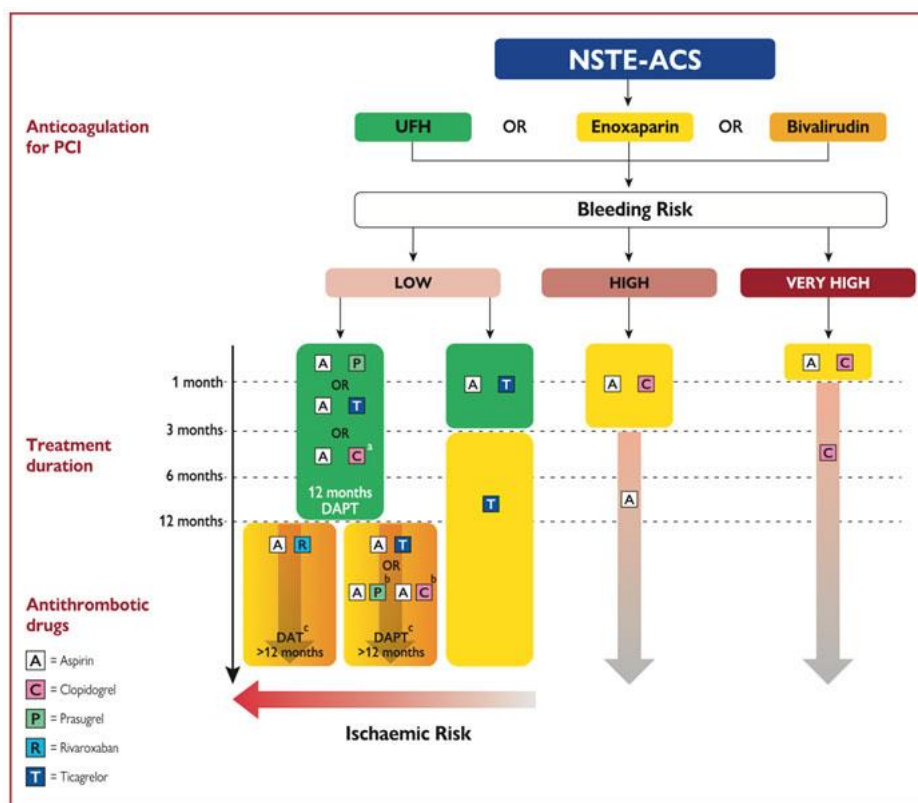 NSTE-ACS
Anticoagulation
for PCI
UFH OR Enoxaparin OR Bivalirudin
Bleeding Risk
LOW HIGH VERY HIGH
Treatment
duration
A P
1 month
OR
A T
A T
A C
A C
3 months
OR
A C a
C
6 months
12 months
DAPT
T
A
12 months
A R
A T
OR
A P b A C b
DAT c
>12 months
DAPT c
>12 months
Ischaemic Risk
Antithrombotic
drugs
A = Aspirin
C = Clopidogrel
P = Prasugrel
R = Rivaroxaban
T = Ticagrelor